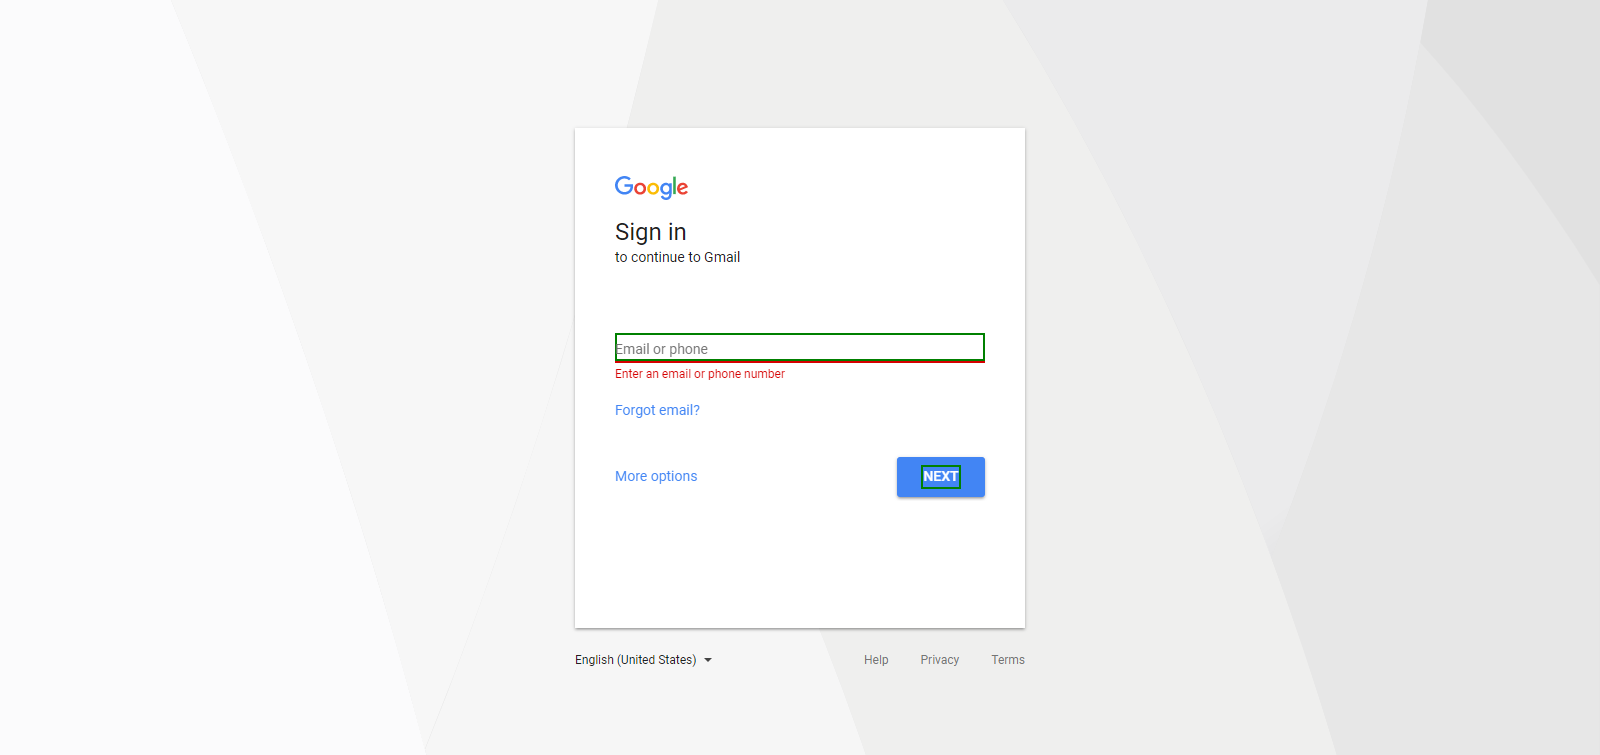 Google
Sign in
to continue to Gmail
Email or phone
Enter an email or phone number
Forgot email?
More options
NEXT
English (United States)
Help
Privacy
Terms